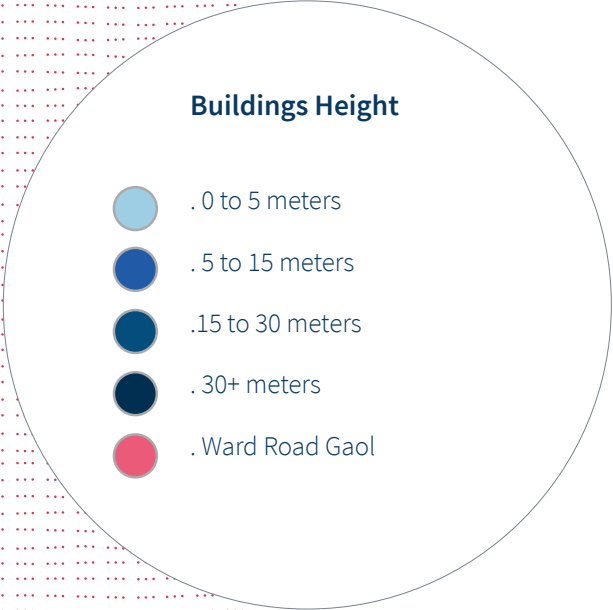 Buildings Height
. 0 to 5 meters
. 5 to 15 meters
.15 to 30 meters
. 30+ meters
. Ward Road Gaol